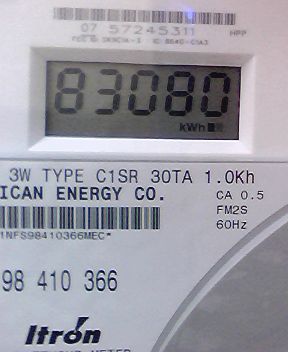 07 57245311 HPP
83080
kWh
3W TYPE C1SR 30TA 1.0Kh
ICAN ENERGY CO. CA 0.5
FM2S
60Hz
1NFS98410366MEC*
98 410 366
Itron